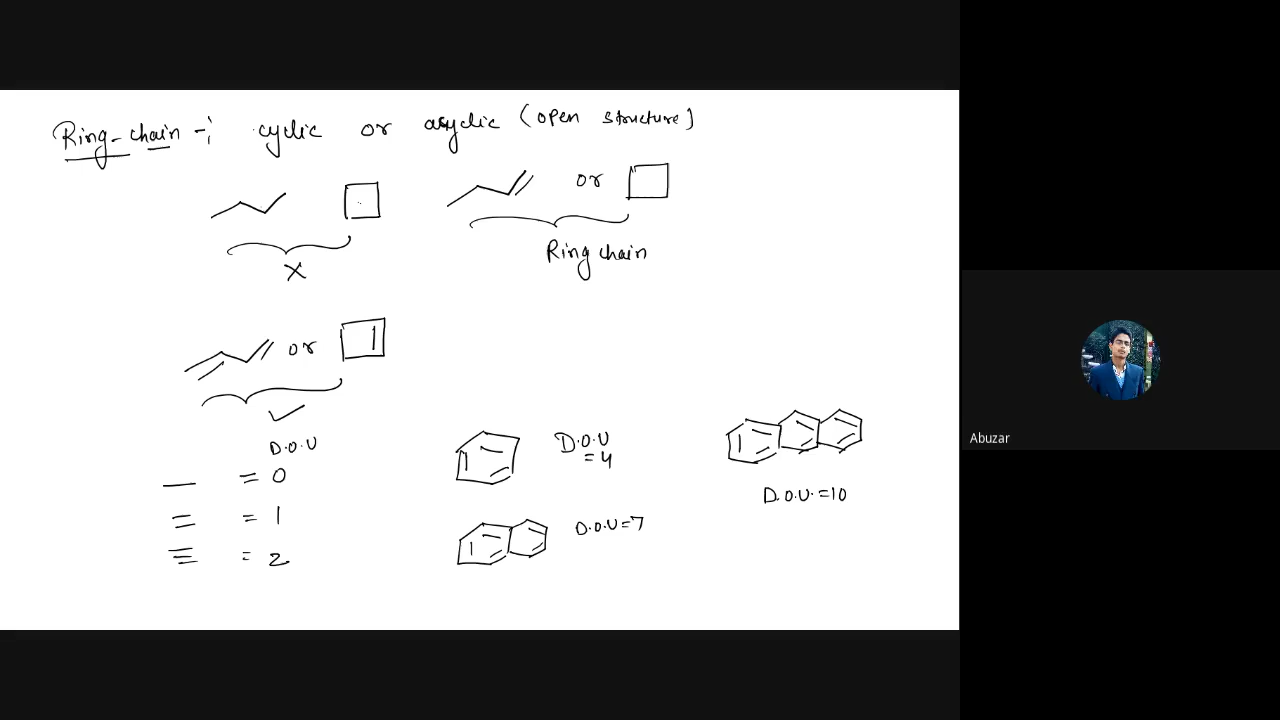 Ring-chain -; cyclic or acyclic (open structure)
or
X
Ring chain
or
D.O.U
= 0
= 1
= 2
D.O.U
= 4
D.O.U = 7
D.O.U. = 10
Abuzar